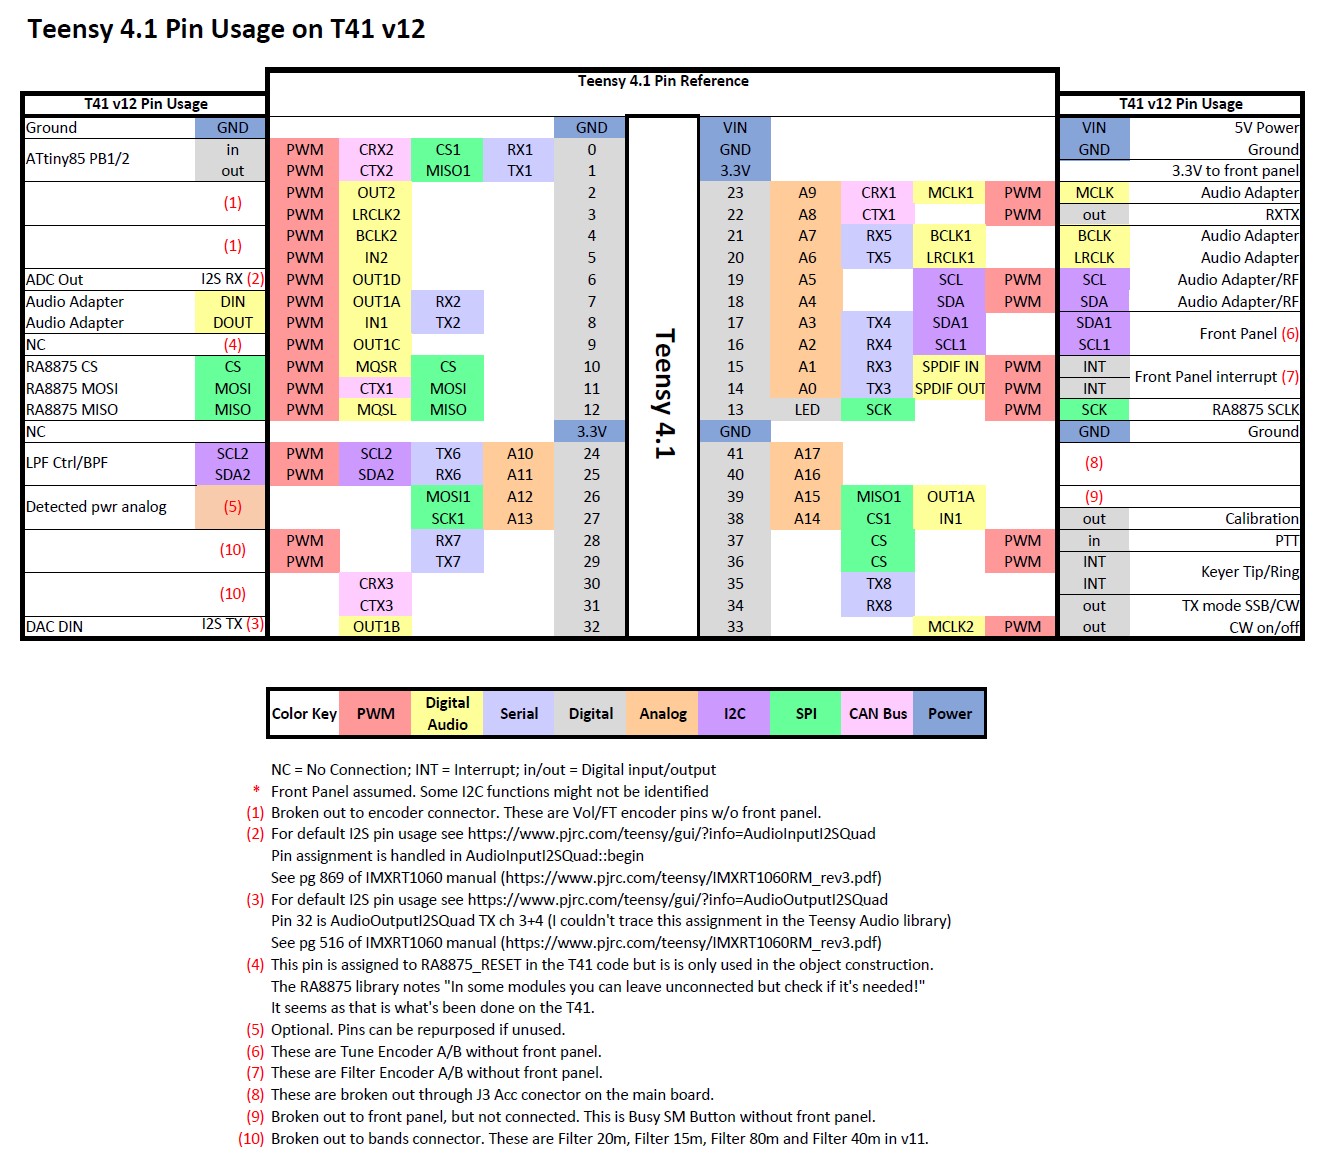 Teensy 4.1 Pin Usage on T41 v12
Teensy 4.1 Pin Reference
T41 v12 Pin Usage T41 v12 Pin Usage
Ground GND GND VIN VIN 5V Power
ATtiny85 PB1/2 in PWM CRX2 CS1 RX1 0 GND GND Ground
out PWM CTX2 MISO1 TX1 1 3.3V 3.3V to front panel
(1) PWM OUT2 2 23 A9 CRX1 MCLK1 PWM MCLK Audio Adapter
PWM LRCLK2 3 22 A8 CTX1 PWM out RXTX
(1) PWM BCLK2 4 21 A7 RX5 BCLK1 BCLK Audio Adapter
PWM IN2 5 20 A6 TX5 LRCLK1 LRCLK Audio Adapter
ADC Out I2S RX (2) PWM OUT1D 6 19 A5 SCL PWM SCL Audio Adapter/RF
Audio Adapter DIN PWM OUT1A RX2 7 18 A4 SDA PWM SDA Audio Adapter/RF
Audio Adapter DOUT PWM IN1 TX2 8 17 A3 TX4 SDA1 SDA1 Front Panel (6)
NC (4) PWM OUT1C 9 16 A2 RX4 SCL1 SCL1
RA8875 CS CS PWM MQSR CS 10 15 A1 RX3 SPDIF IN PWM INT Front Panel interrupt (7)
RA8875 MOSI MOSI PWM CTX1 MOSI 11 14 A0 TX3 SPDIF OUT PWM INT
RA8875 MISO MISO PWM MQSL MISO 12 13 LED SCK PWM SCK RA8875 SCLK
NC 3.3V GND GND Ground
LPF Ctrl/BPF SCL2 PWM SCL2 TX6 A10 24 41 A17 (8)
SDA2 PWM SDA2 RX6 A11 25 40 A16
Detected pwr analog (5) MOSI1 A12 26 39 A15 MISO1 OUT1A (9)
SCK1 A13 27 38 A14 CS1 IN1 out Calibration
(10) PWM RX7 28 37 CS PWM in PTT
PWM TX7 29 36 CS PWM INT Keyer Tip/Ring
(10) CRX3 30 35 TX8 INT
CTX3 31 34 RX8 out TX mode SSB/CW
DAC DIN I2S TX (3) OUT1B 32 33 MCLK2 PWM out CW on/off
Teensy 4.1
Color Key PWM Digital Audio Serial Digital Analog I2C SPI CAN Bus Power
NC = No Connection; INT = Interrupt; in/out = Digital input/output
* Front Panel assumed. Some I2C functions might not be identified
(1) Broken out to encoder connector. These are Vol/FT encoder pins w/o front panel.
(2) For default I2S pin usage see https://www.pjrc.com/teensy/gui/?info=AudioInputI2SQuad
Pin assignment is handled in AudioInputI2SQuad::begin
See pg 869 of IMXRT1060 manual (https://www.pjrc.com/teensy/IMXRT1060RM_rev3.pdf)
(3) For default I2S pin usage see https://www.pjrc.com/teensy/gui/?info=AudioOutputI2SQuad
Pin 32 is AudioOutputI2SQuad TX ch 3+4 (I couldn't trace this assignment in the Teensy Audio library)
See pg 516 of IMXRT1060 manual (https://www.pjrc.com/teensy/IMXRT1060RM_rev3.pdf)
(4) This pin is assigned to RA8875_RESET in the T41 code but is is only used in the object construction.
The RA8875 library notes "In some modules you can leave unconnected but check if it's needed!"
It seems as that is what's been done on the T41.
(5) Optional. Pins can be repurposed if unused.
(6) These are Tune Encoder A/B without front panel.
(7) These are Filter Encoder A/B without front panel.
(8) These are broken out through J3 Acc conector on the main board.
(9) Broken out to front panel, but not connected. This is Busy SM Button without front panel.
(10) Broken out to bands connector. These are Filter 20m, Filter 15m, Filter 80m and Filter 40m in v11.